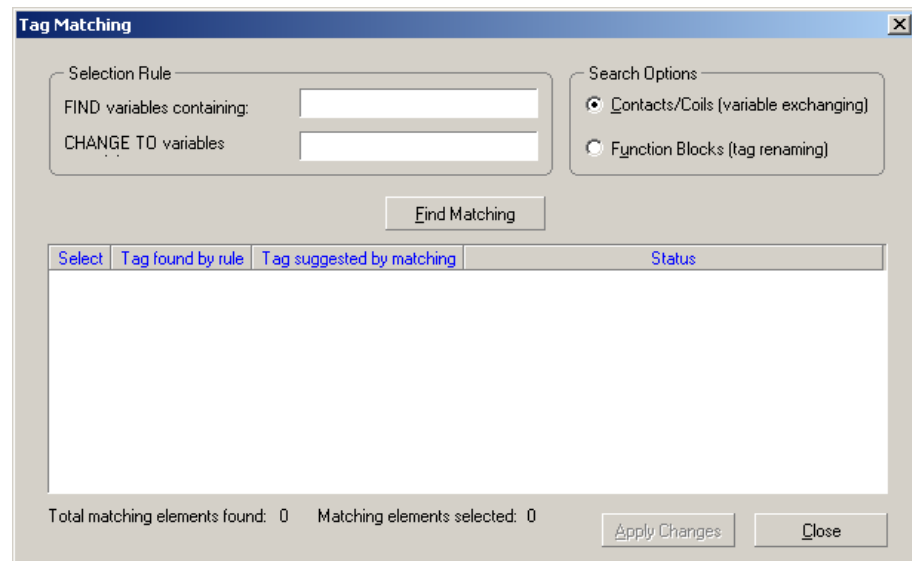 Tag Matching
Selection Rule
FIND variables containing:
CHANGE TO variables
Search Options
Contacts/Coils (variable exchanging)
Function Blocks (tag renaming)
Find Matching
Select Tag found by rule Tag suggested by matching Status
Total matching elements found: 0 Matching elements selected: 0
Apply Changes Close